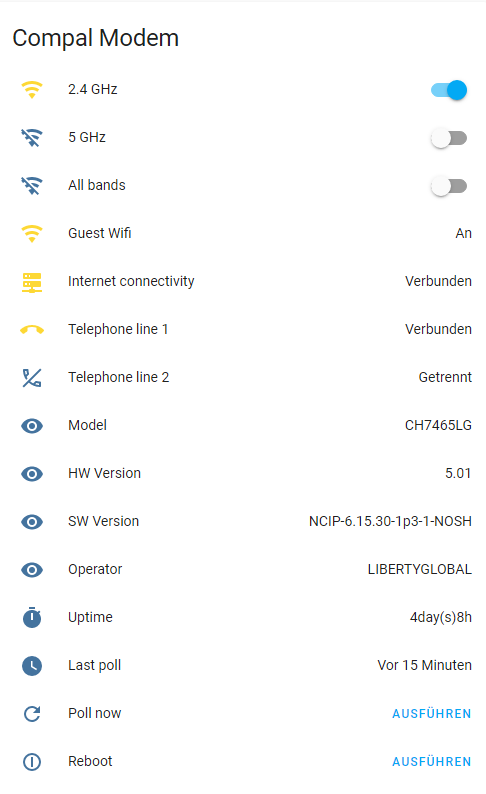 Compal Modem
2.4 GHz
5 GHz
All bands
Guest Wifi An
Internet connectivity Verbunden
Telephone line 1 Verbunden
Telephone line 2 Getrennt
Model CH7465LG
HW Version 5.01
SW Version NCIP-6.15.30-1p3-1-NOSH
Operator LIBERTYGLOBAL
Uptime 4day(s)8h
Last poll Vor 15 Minuten
Poll now AUSFÜHREN
Reboot AUSFÜHREN